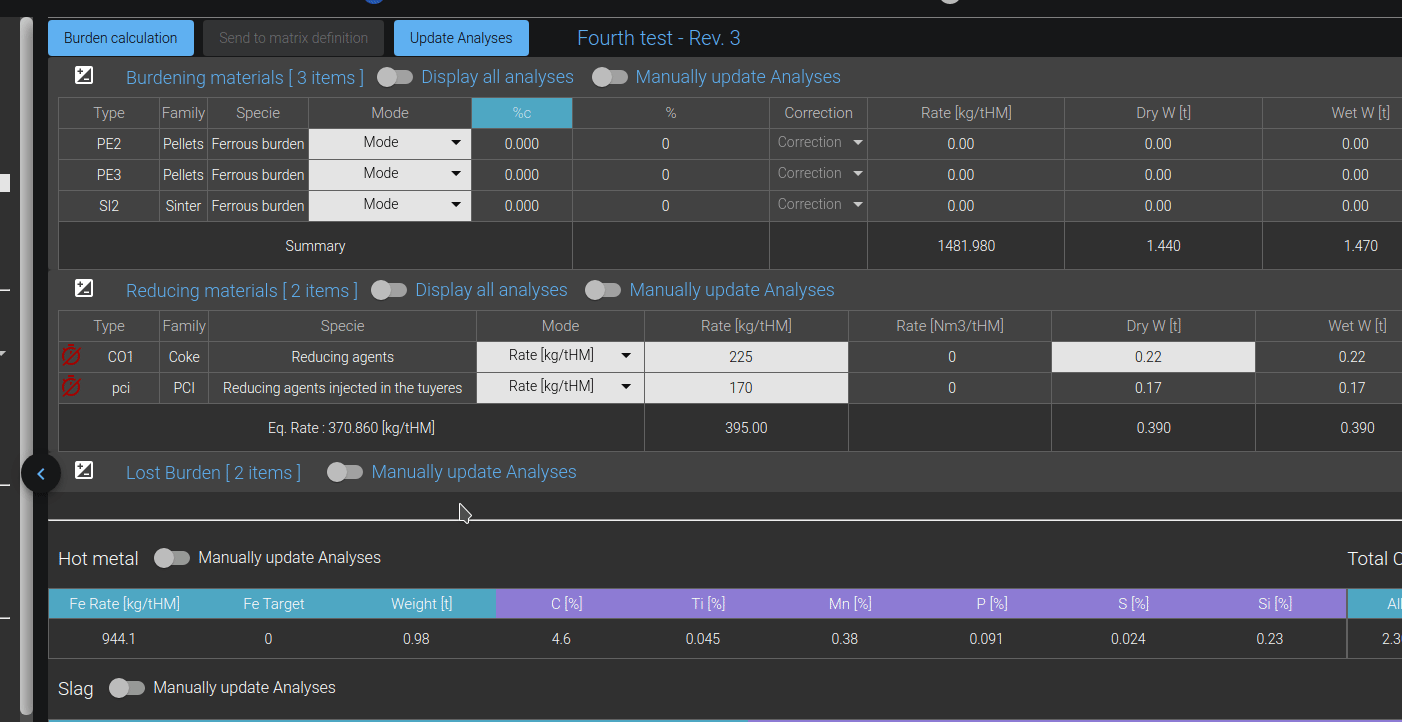 Burden calculation Send to matrix definition Update Analyses Fourth test - Rev. 3
Burdening materials [ 3 items ] Display all analyses Manually update Analyses
Type Family Specie Mode %c % Correction Rate [kg/tHM] Dry W [t] Wet W [t]
PE2 Pellets Ferrous burden Mode 0.000 0 Correction 0.00 0.00 0.00
PE3 Pellets Ferrous burden Mode 0.000 0 Correction 0.00 0.00 0.00
SI2 Sinter Ferrous burden Mode 0.000 0 Correction 0.00 0.00 0.00
Summary 1481.980 1.440 1.470
Reducing materials [ 2 items ] Display all analyses Manually update Analyses
Type Family Specie Mode Rate [kg/tHM] Rate [Nm3/tHM] Dry W [t] Wet W [t]
CO1 Coke Reducing agents Rate [kg/tHM] 225 0 0.22 0.22
pci PCI Reducing agents injected in the tuyeres Rate [kg/tHM] 170 0 0.17 0.17
Eq. Rate : 370.860 [kg/tHM] 395.00 0.390 0.390
Lost Burden [ 2 items ] Manually update Analyses
Hot metal Manually update Analyses Total C
Fe Rate [kg/tHM] Fe Target Weight [t] C [%] Ti [%] Mn [%] P [%] S [%] Si [%]
944.1 0 0.98 4.6 0.045 0.38 0.091 0.024 0.23
Slag Manually update Analyses